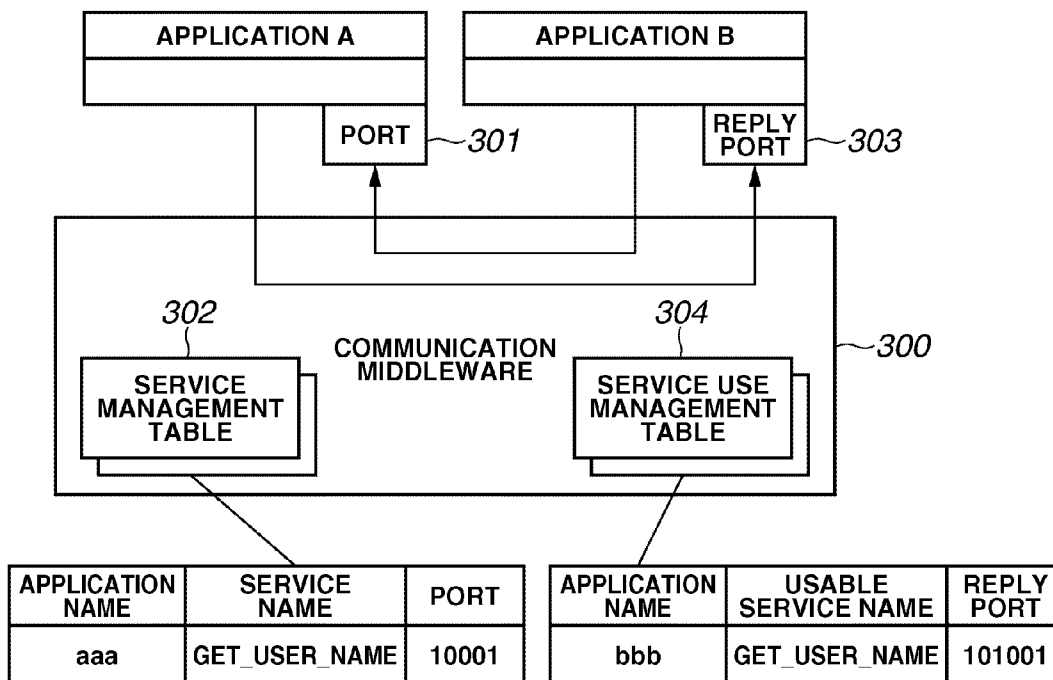 APPLICATION A
APPLICATION B
PORT
301
REPLY
PORT
303
302
304
COMMUNICATION
MIDDLEWARE
300
SERVICE
MANAGEMENT
TABLE
SERVICE USE
MANAGEMENT
TABLE
APPLICATION
NAME
SERVICE
NAME
PORT
aaa
GET_USER_NAME
10001
APPLICATION
NAME
USABLE
SERVICE NAME
REPLY
PORT
bbb
GET_USER_NAME
101001